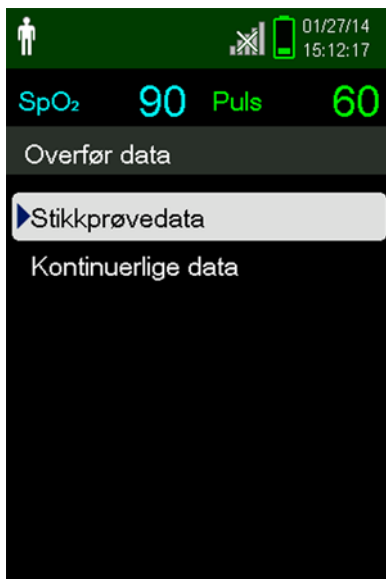 01/27/14
15:12:17
SpO₂ 90 Puls 60
Overfør data
Stikkprøvedata
Kontinuerlige data